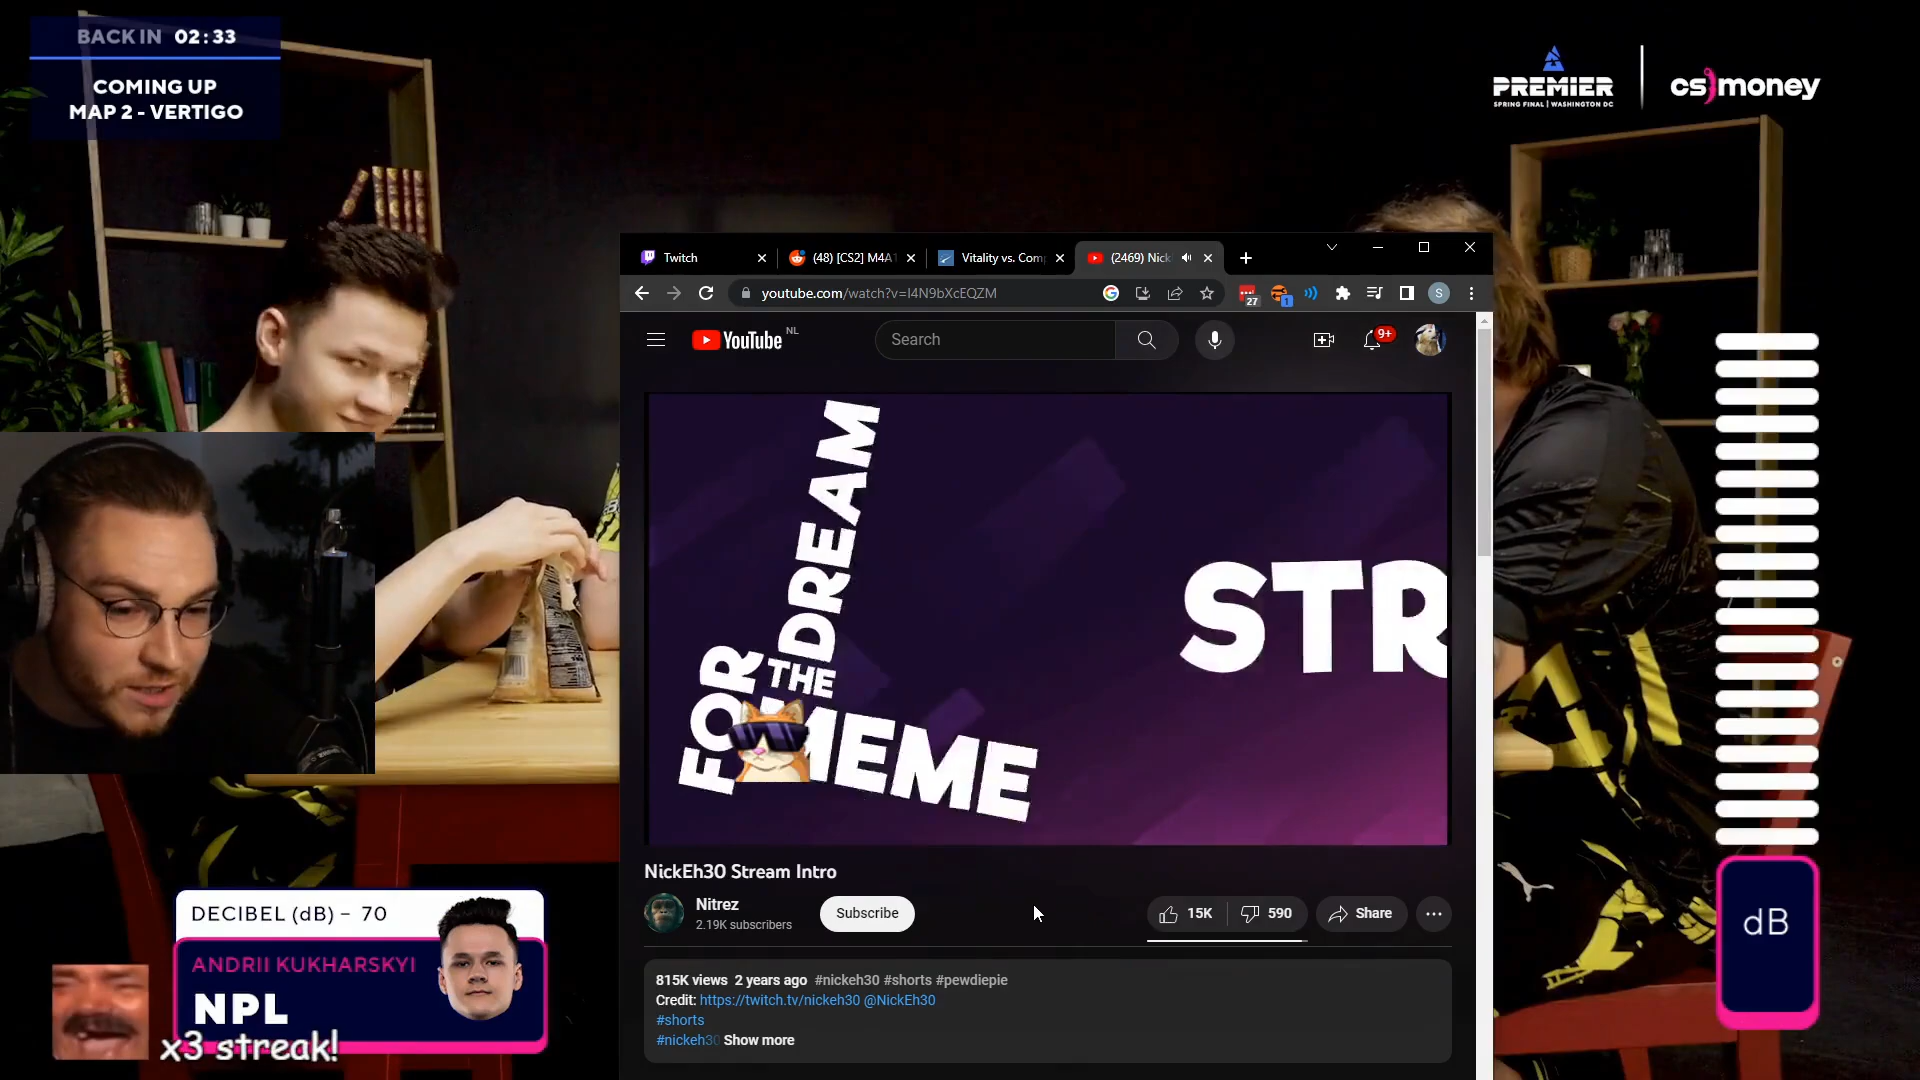 BACK IN 02:33
COMING UP
MAP 2 - VERTIGO
PREMIER
SPRING FINAL | WASHINGTON DC
cs money
Twitch
(48) [CS2] M4A1
Vitality vs. Com
(2469) Nick
youtube.com/watch?v=I4N9bXcEQZM
27
1
S
YouTube NL
Search
9+
FOR THE DREAM
MEME
STR
NickEh30 Stream Intro
Nitrez
2.19K subscribers
Subscribe
15K
590
Share
815K views 2 years ago #nickeh30 #shorts #pewdiepie
Credit: https://twitch.tv/nickeh30 @NickEh30
#shorts
#nickeh30 Show more
DECIBEL (dB) - 70
ANDRII KUKHARSKYI
NPL
x3 streak!
dB